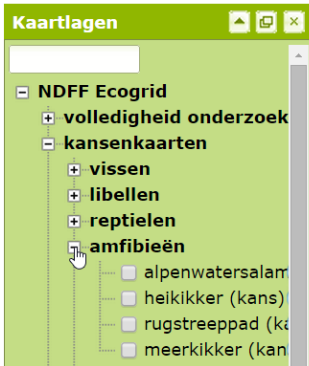 Kaartlagen
NDFF Ecogrid
volledigheid onderzoek
kansenkaarten
vissen
libellen
reptielen
amfibieën
alpenwatersalam
heikikker (kans)
rugstreeppad (ka
meerkikker (kan